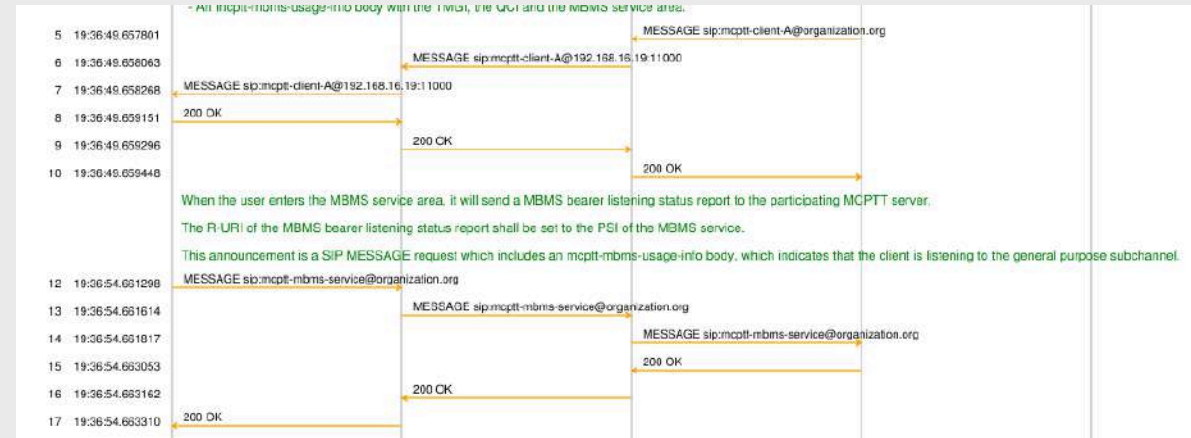 - An mcptt-mbms-usage-info body with the TMGI, the QCI and the MBMS service area.
5 19:36:49.657801 MESSAGE sip:mcptt-client-A@organization.org
6 19:36:49.658063 MESSAGE sip:mcptt-client-A@192.168.16.19:11000
7 19:36:49.658268 MESSAGE sip:mcptt-client-A@192.168.16.19:11000
8 19:36:49.659151 200 OK
9 19:36:49.659296 200 OK
10 19:36:49.659448 200 OK
When the user enters the MBMS service area, it will send a MBMS bearer listening status report to the participating MCPTT server.
The R-URI of the MBMS bearer listening status report shall be set to the PSI of the MBMS service.
This announcement is a SIP MESSAGE request which includes an mcptt-mbms-usage-info body, which indicates that the client is listening to the general purpose subchannel.
12 19:36:54.661298 MESSAGE sip:mcptt-mbms-service@organization.org
13 19:36:54.661614 MESSAGE sip:mcptt-mbms-service@organization.org
14 19:36:54.661817 MESSAGE sip:mcptt-mbms-service@organization.org
15 19:36:54.663053 200 OK
16 19:36:54.663162 200 OK
17 19:36:54.663310 200 OK